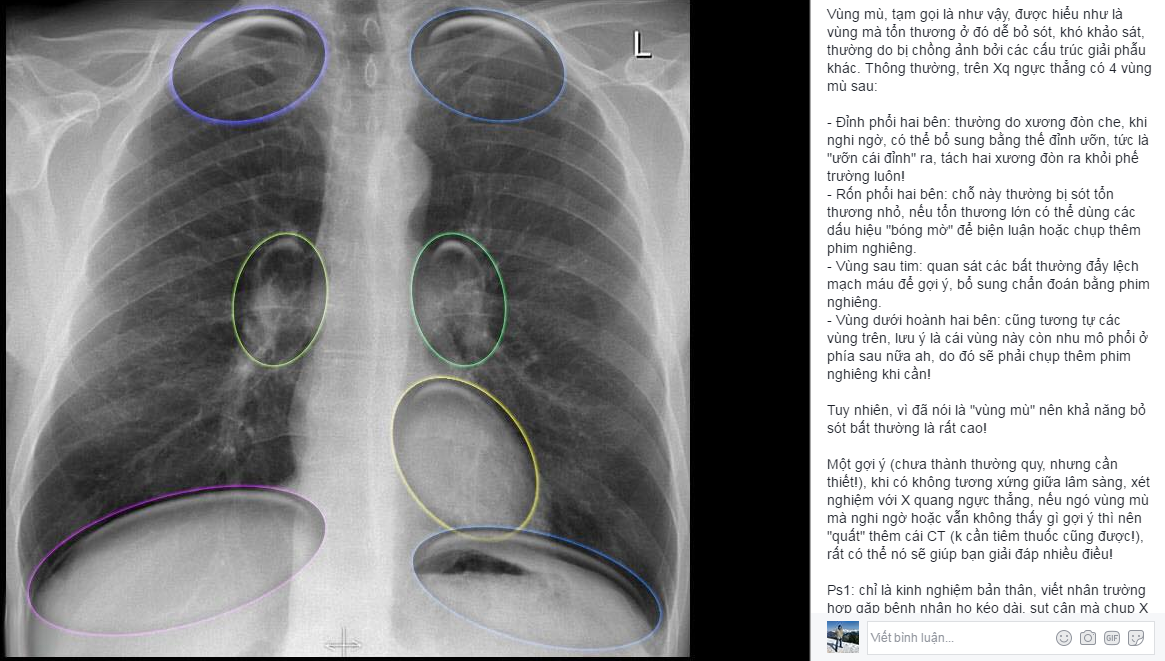 L
Vùng mù, tạm gọi là như vậy, được hiểu như là
vùng mà tổn thương ở đó dễ bỏ sót, khó khảo sát,
thường do bị chồng ảnh bởi các cấu trúc giải phẫu
khác. Thông thường, trên Xq ngực thẳng có 4 vùng
mù sau:
- Đỉnh phổi hai bên: thường do xương đòn che, khi
nghi ngờ, có thể bổ sung bằng thế đỉnh ưỡn, tức là
"ưỡn cái đỉnh" ra, tách hai xương đòn ra khỏi phế
trường luôn!
- Rốn phổi hai bên: chỗ này thường bị sót tổn
thương nhỏ, nếu tổn thương lớn có thể dùng các
dấu hiệu "bóng mờ" để biện luận hoặc chụp thêm
phim nghiêng.
- Vùng sau tim: quan sát các bất thường đẩy lệch
mạch máu để gợi ý, bổ sung chẩn đoán bằng phim
nghiêng.
- Vùng dưới hoành hai bên: cũng tương tự các
vùng trên, lưu ý là cái vùng này còn nhu mô phổi ở
phía sau nữa ah, do đó sẽ phải chụp thêm phim
nghiêng khi cần!
Tuy nhiên, vì đã nói là "vùng mù" nên khả năng bỏ
sót bất thường là rất cao!
Một gợi ý (chưa thành thường quy, nhưng cần
thiết!), khi có không tương xứng giữa lâm sàng, xét
nghiệm với X quang ngực thẳng, nếu ngó vùng mù
mà nghi ngờ hoặc vẫn không thấy gì gợi ý thì nên
"quất" thêm cái CT (k cần tiêm thuốc cũng được!),
rất có thể nó sẽ giúp bạn giải đáp nhiều điều!
Ps1: chỉ là kinh nghiệm bản thân, viết nhân trường
hợp gặp bệnh nhân ho kéo dài, sụt cân mà chụp X
Viết bình luận...
GIF